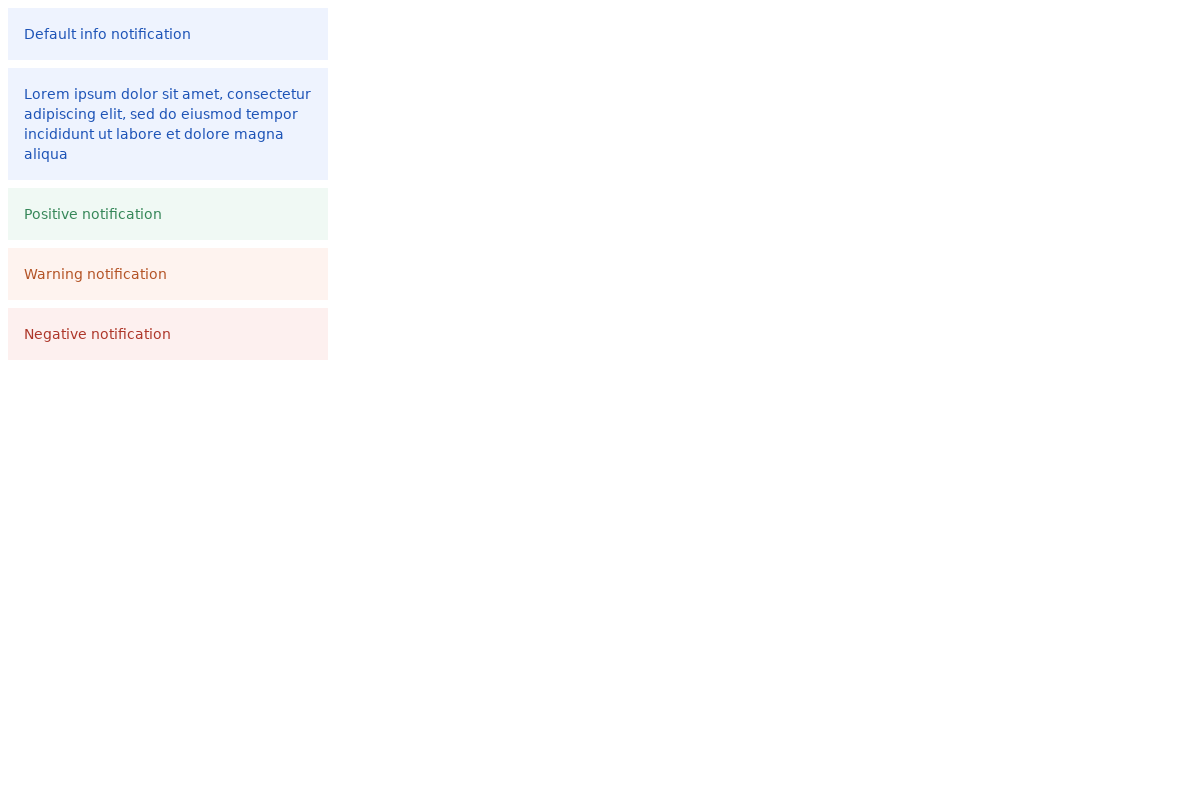 Default info notification
Lorem ipsum dolor sit amet, consectetur
adipiscing elit, sed do eiusmod tempor
incididunt ut labore et dolore magna
aliqua
Positive notification
Warning notification
Negative notification